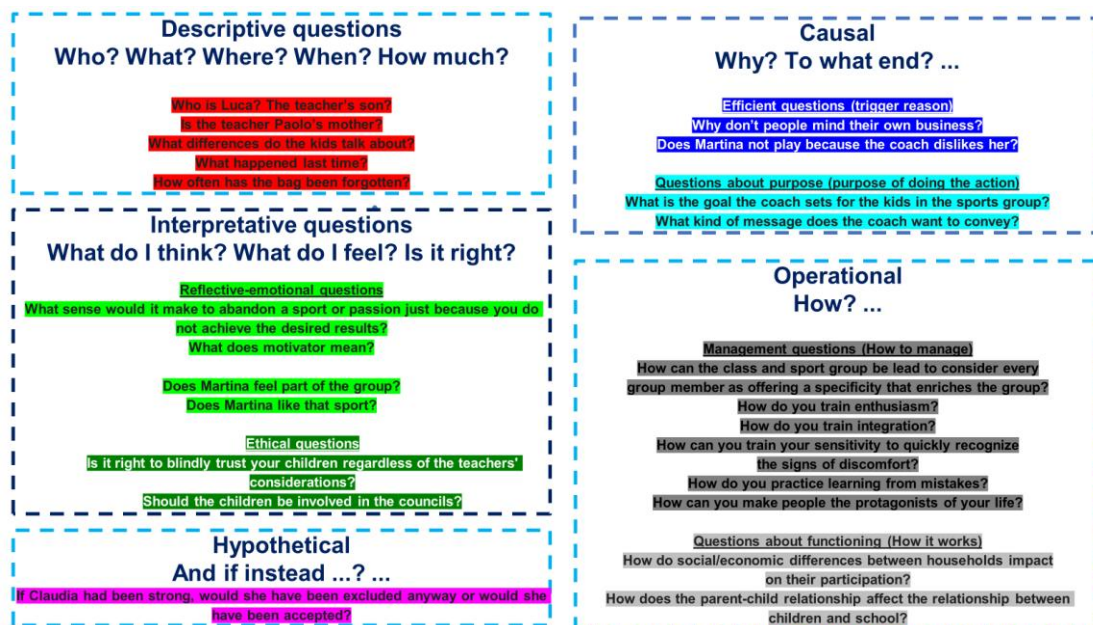 Descriptive questions
Who? What? Where? When? How much?
Who is Luca? The teacher's son?
Is the teacher Paolo's mother?
What differences do the kids talk about?
What happened last time?
How often has the bag been forgotten?
Interpretative questions
What do I think? What do I feel? Is it right?
Reflective-emotional questions
What sense would it make to abandon a sport or passion just because you do
not achieve the desired results?
What does motivator mean?
Does Martina feel part of the group?
Does Martina like that sport?
Ethical questions
Is it right to blindly trust your children regardless of the teachers'
considerations?
Should the children be involved in the councils?
Hypothetical
And if instead ...? ...
If Claudia had been strong, would she have been excluded anyway or would she
have been accepted?
Causal
Why? To what end? ...
Efficient questions (trigger reason)
Why don't people mind their own business?
Does Martina not play because the coach dislikes her?
Questions about purpose (purpose of doing the action)
What is the goal the coach sets for the kids in the sports group?
What kind of message does the coach want to convey?
Operational
How? ...
Management questions (How to manage)
How can the class and sport group be lead to consider every
group member as offering a specificity that enriches the group?
How do you train enthusiasm?
How do you train integration?
How can you train your sensitivity to quickly recognize
the signs of discomfort?
How do you practice learning from mistakes?
How can you make people the protagonists of your life?
Questions about functioning (How it works)
How do social/economic differences between households impact
on their participation?
How does the parent-child relationship affect the relationship between
children and school?